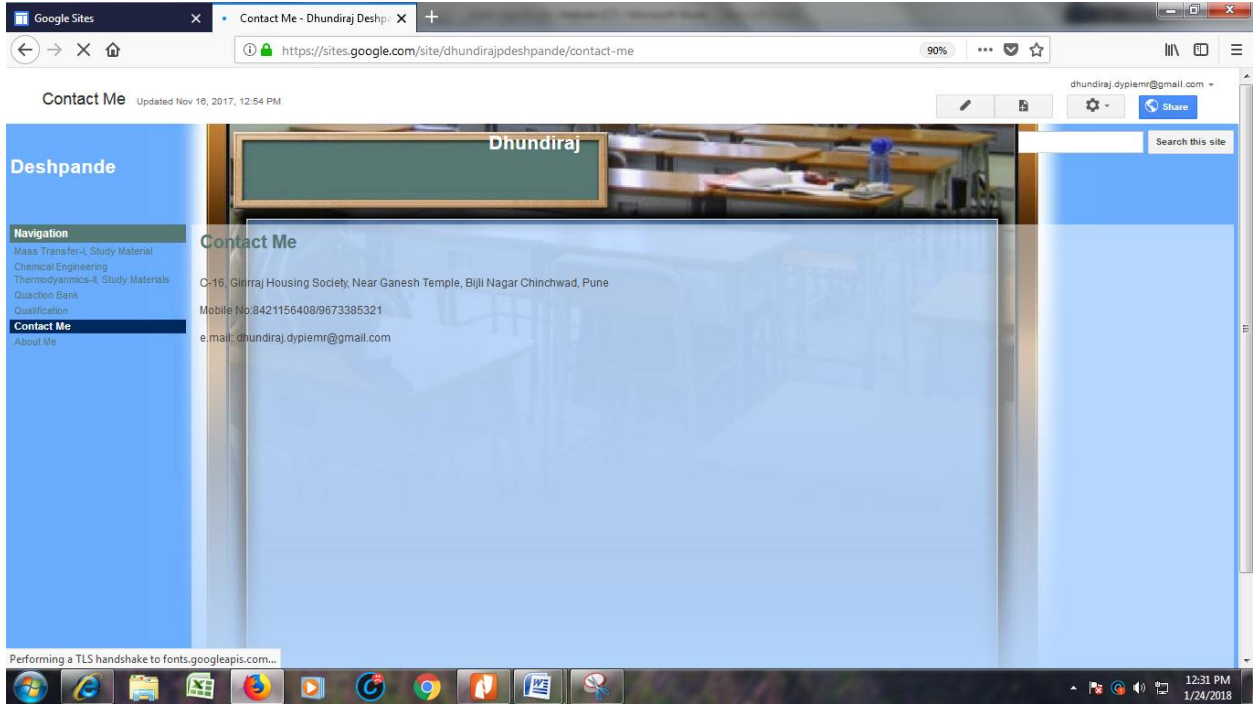 Google Sites
Contact Me - Dhundiraj Deshpa
https://sites.google.com/site/dhundirajpdeshpande/contact-me
90%
dhundiraj.dypiemr@gmail.com
Contact Me Updated Nov 16, 2017, 12:54 PM
Share
Dhundiraj
Deshpande
Search this site
Navigation
Mass Transfer-I, Study Material
Chemical Engineering
Thermodyanmics-II, Study Materials
Quaction Bank
Qualification
Contact Me
About Me
Contact Me
C-16, Girirraj Housing Society, Near Ganesh Temple, Bijli Nagar Chinchwad, Pune
Mobile No:8421156408/9673385321
e.mail: dhundiraj.dypiemr@gmail.com
Performing a TLS handshake to fonts.googleapis.com...
12:31 PM
1/24/2018